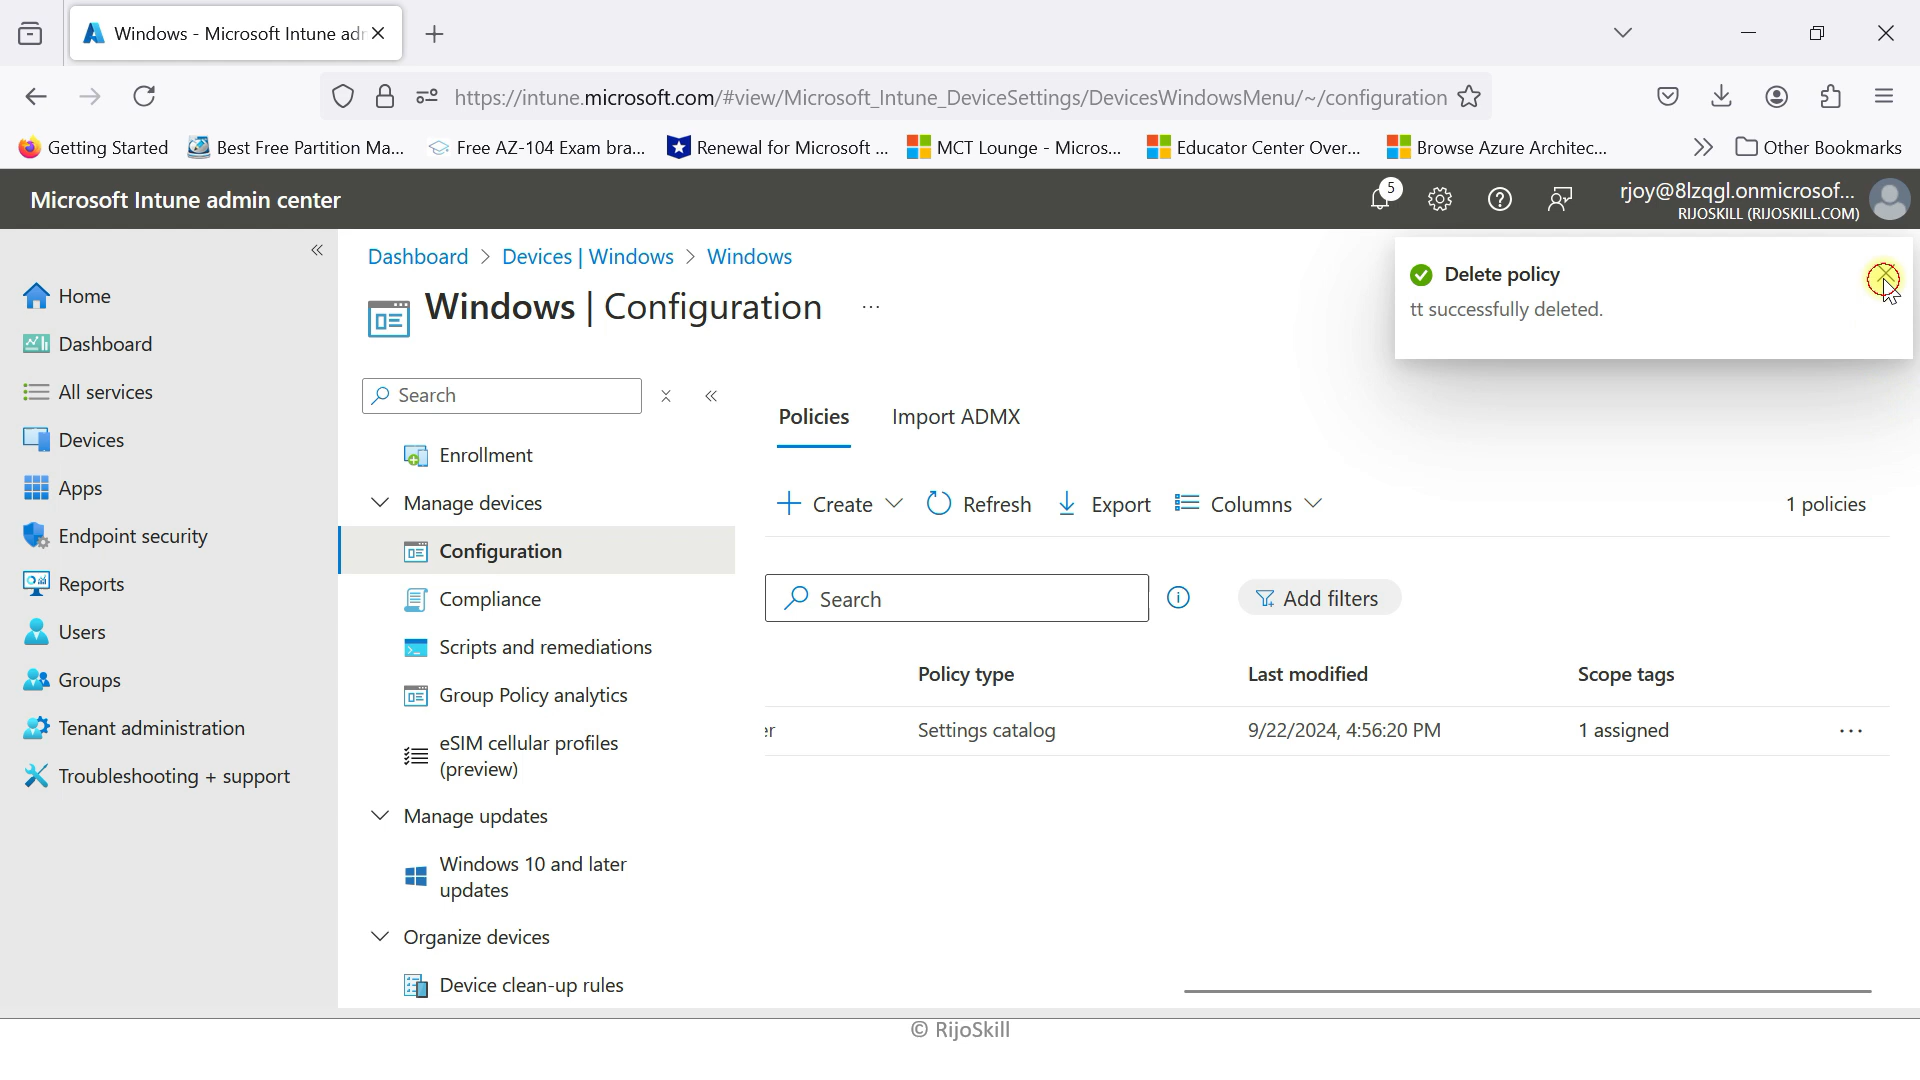 Windows - Microsoft Intune adr
https://intune.microsoft.com/#view/Microsoft_Intune_DeviceSettings/DevicesWindowsMenu/~/configuration
Getting Started
Best Free Partition Ma...
Free AZ-104 Exam bra...
Renewal for Microsoft ...
MCT Lounge - Micros...
Educator Center Over...
Browse Azure Architec...
Other Bookmarks
Microsoft Intune admin center
5
rjoy@8lzqgl.onmicrosof...
RIJOSKILL (RIJOSKILL.COM)
Home
Dashboard
All services
Devices
Apps
Endpoint security
Reports
Users
Groups
Tenant administration
Troubleshooting + support
Dashboard > Devices | Windows > Windows
Windows | Configuration ...
Delete policy
tt successfully deleted.
Search
Enrollment
Manage devices
Configuration
Compliance
Scripts and remediations
Group Policy analytics
eSIM cellular profiles
(preview)
Manage updates
Windows 10 and later
updates
Organize devices
Device clean-up rules
Policies
Import ADMX
Create
Refresh
Export
Columns
1 policies
Search
Add filters
Policy type
Last modified
Scope tags
er
Settings catalog
9/22/2024, 4:56:20 PM
1 assigned
...
© RijoSkill